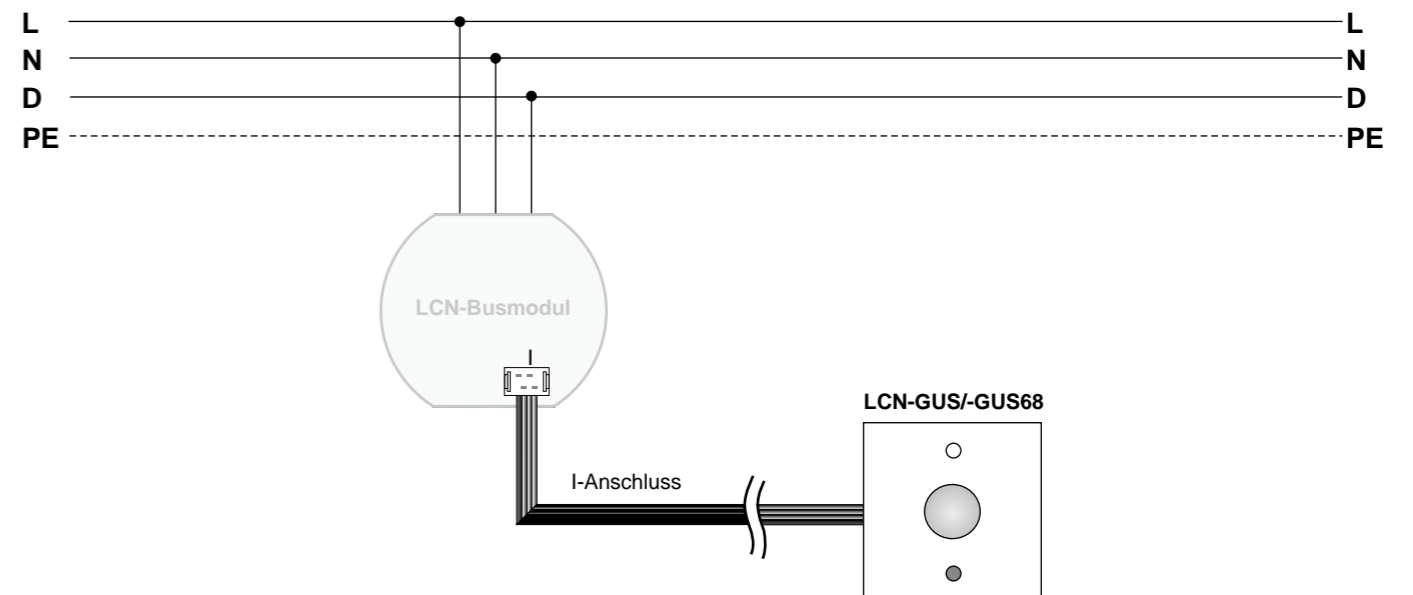 L L
N N
D D
PE PE
LCN-Busmodul
I
LCN-GUS/-GUS68
I-Anschluss